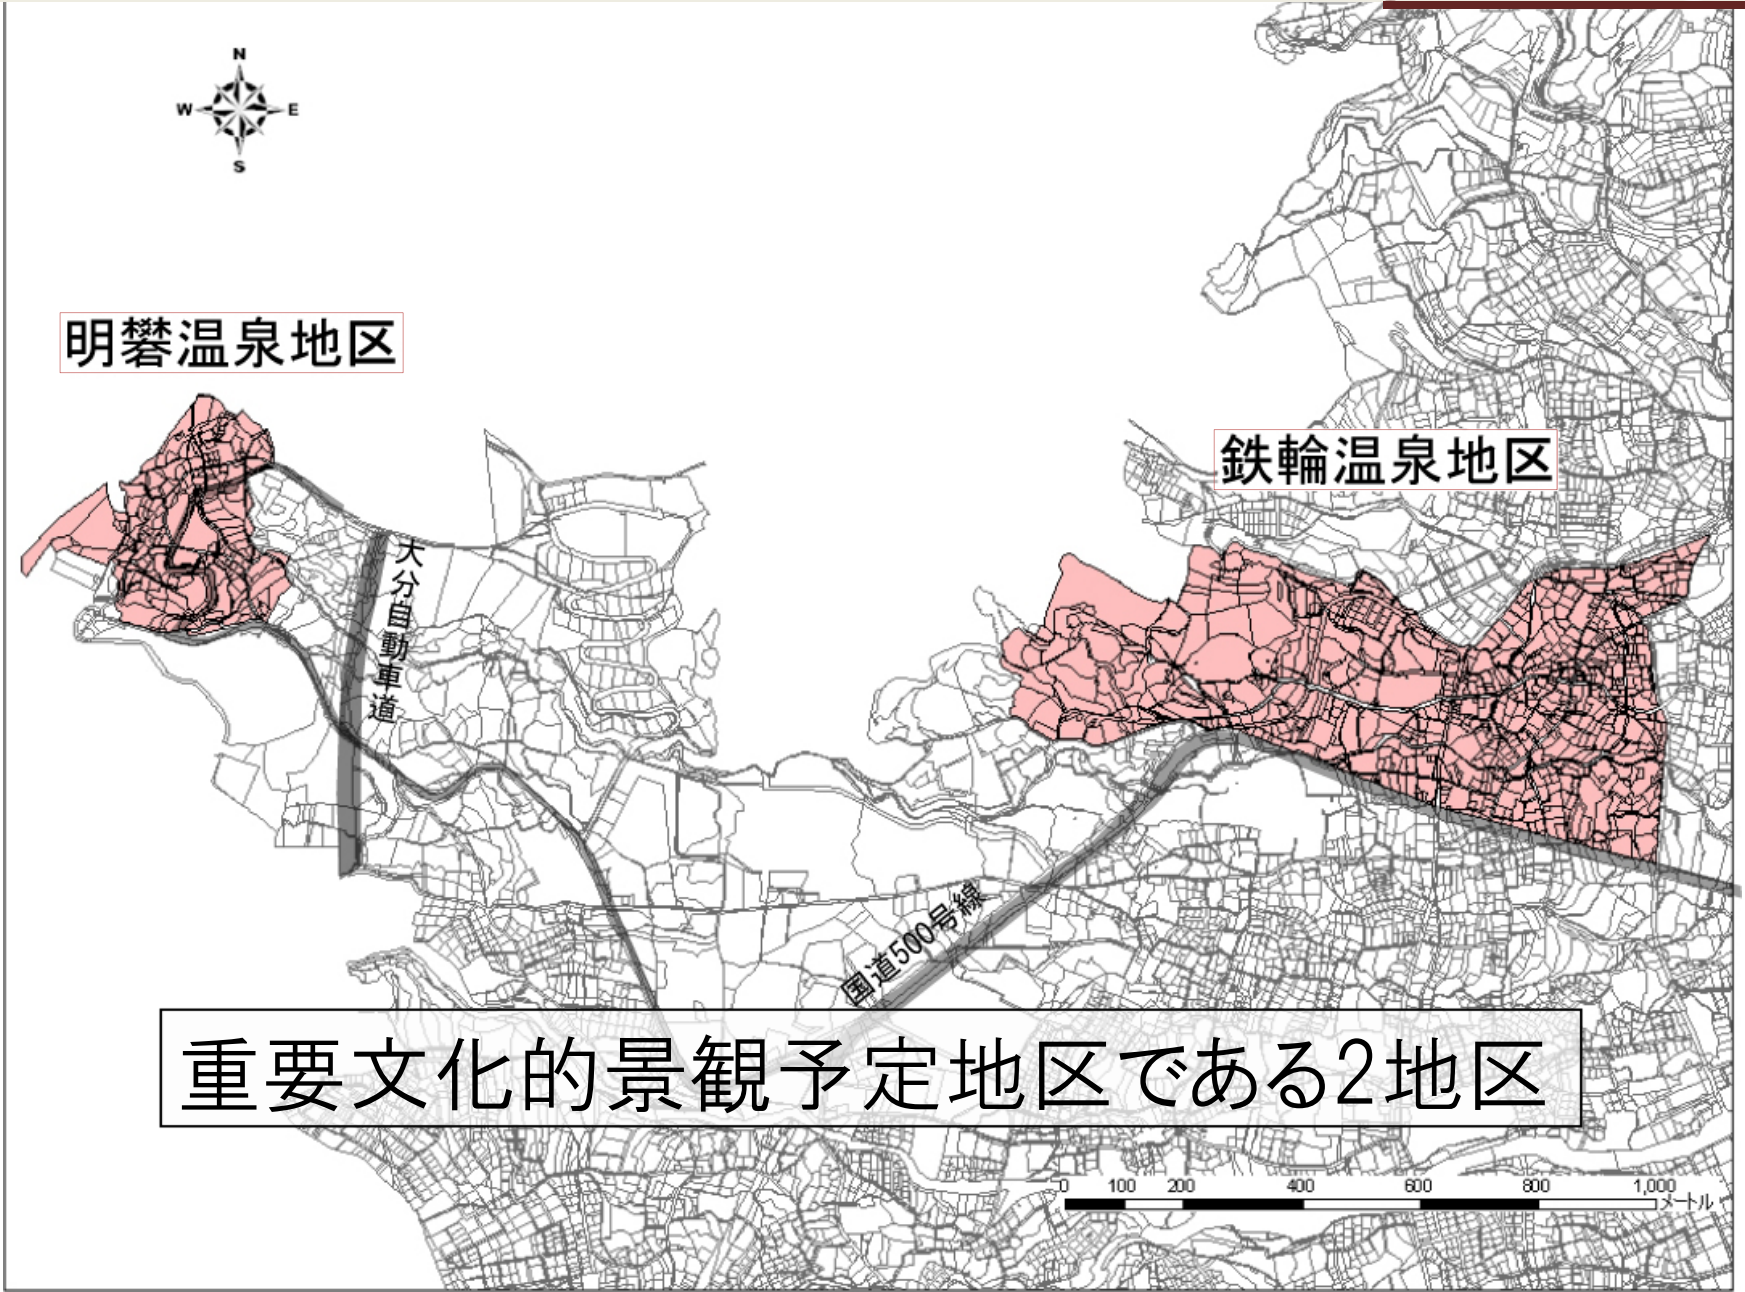 N
W E
S
明礬温泉地区
鉄輪温泉地区
大分自動車道
国道500号線
重要文化的景観予定地区である2地区
0 100 200 400 600 800 1,000
メートル